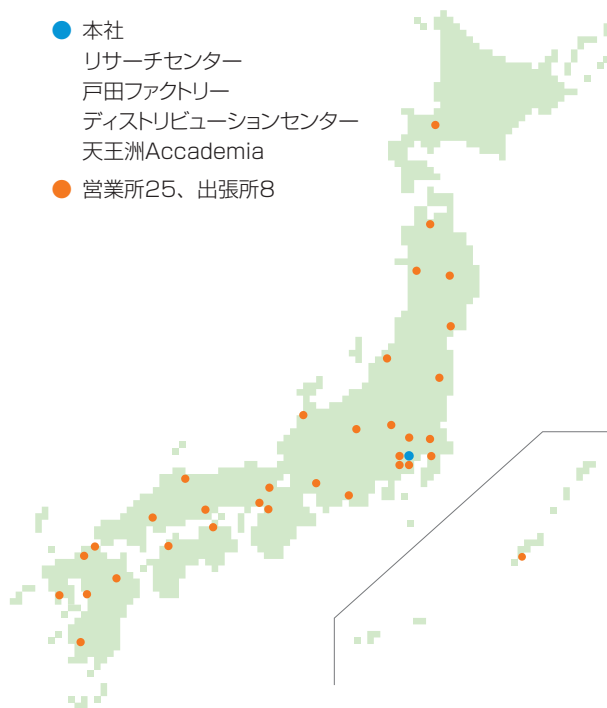 本社
リサーチセンター
戸田ファクトリー
ディストリビューションセンター
天王洲Accademia
営業所25、出張所8